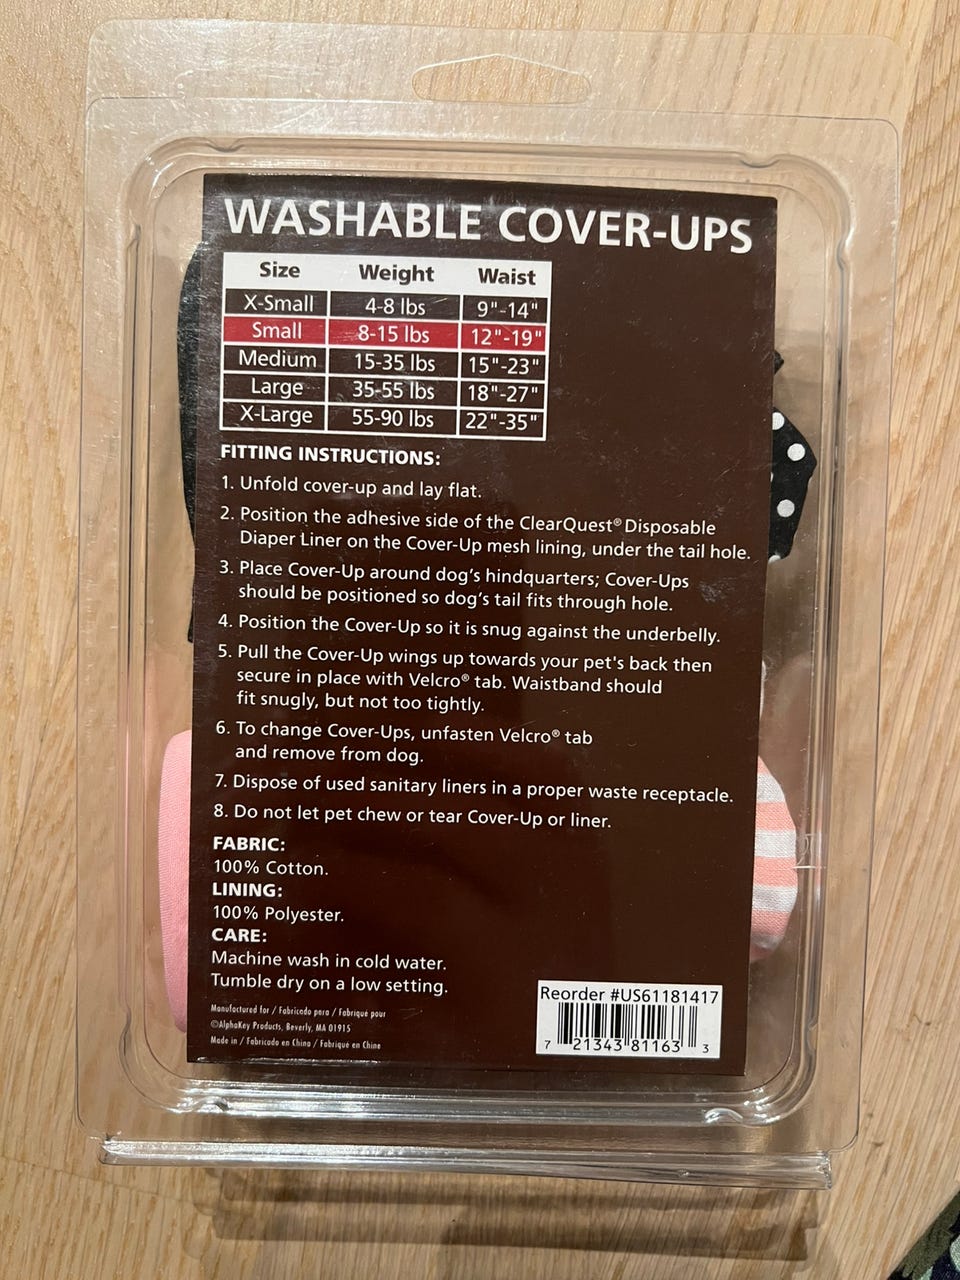 WASHABLE COVER-UPS
Size Weight Waist
X-Small 4-8 lbs 9"-14"
Small 8-15 lbs 12"-19"
Medium 15-35 lbs 15"-23"
Large 35-55 lbs 18"-27"
X-Large 55-90 lbs 22"-35"
FITTING INSTRUCTIONS:
1. Unfold cover-up and lay flat.
2. Position the adhesive side of the ClearQuest® Disposable
Diaper Liner on the Cover-Up mesh lining, under the tail hole.
3. Place Cover-Up around dog's hindquarters; Cover-Ups
should be positioned so dog's tail fits through hole.
4. Position the Cover-Up so it is snug against the underbelly.
5. Pull the Cover-Up wings up towards your pet's back then
secure in place with Velcro® tab. Waistband should
fit snugly, but not too tightly.
6. To change Cover-Ups, unfasten Velcro® tab
and remove from dog.
7. Dispose of used sanitary liners in a proper waste receptacle.
8. Do not let pet chew or tear Cover-Up or liner.
FABRIC:
100% Cotton.
LINING:
100% Polyester.
CARE:
Machine wash in cold water.
Tumble dry on a low setting.
Manufactured for / Fabricado para / Fabriqué pour
©AlphaKey Products, Beverly, MA 01915
Made in / Fabricado en China / Fabriqué en Chine
Reorder #US61181417
7 21343 81163 3